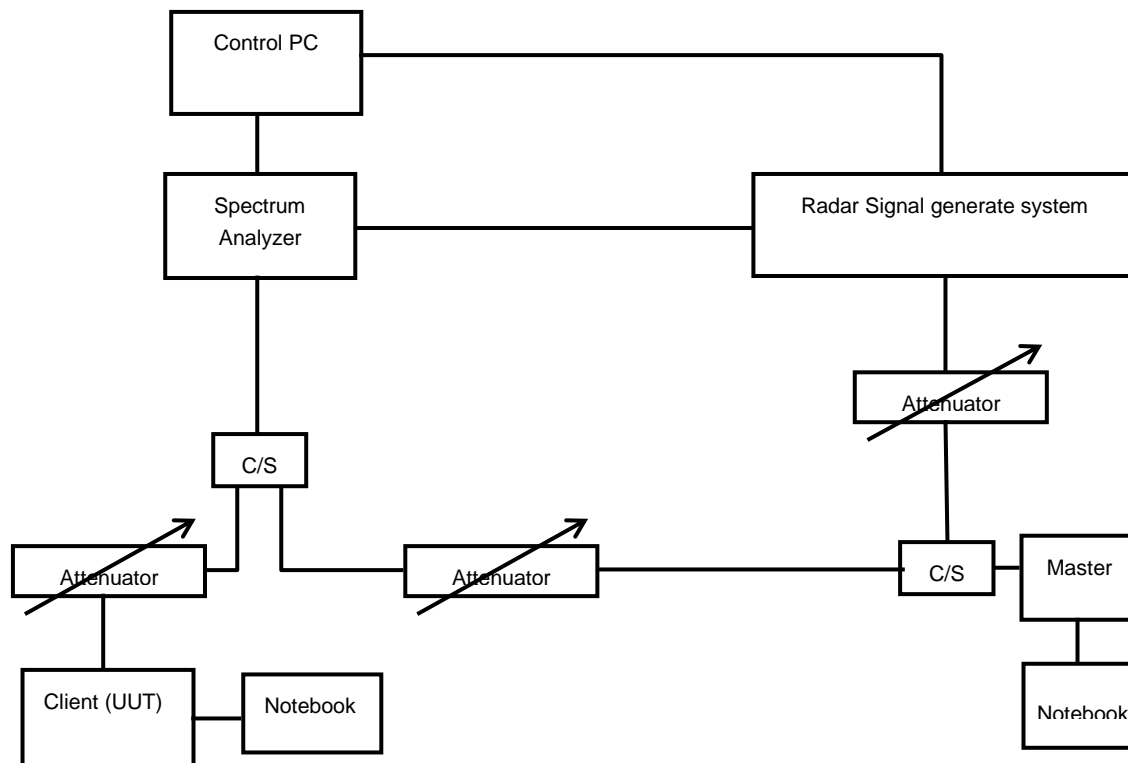 Control PC
Spectrum
Analyzer
Radar Signal generate system
Attenuator
C/S
Attenuator
Attenuator
C/S
Master
Client (UUT)
Notebook
Notebook